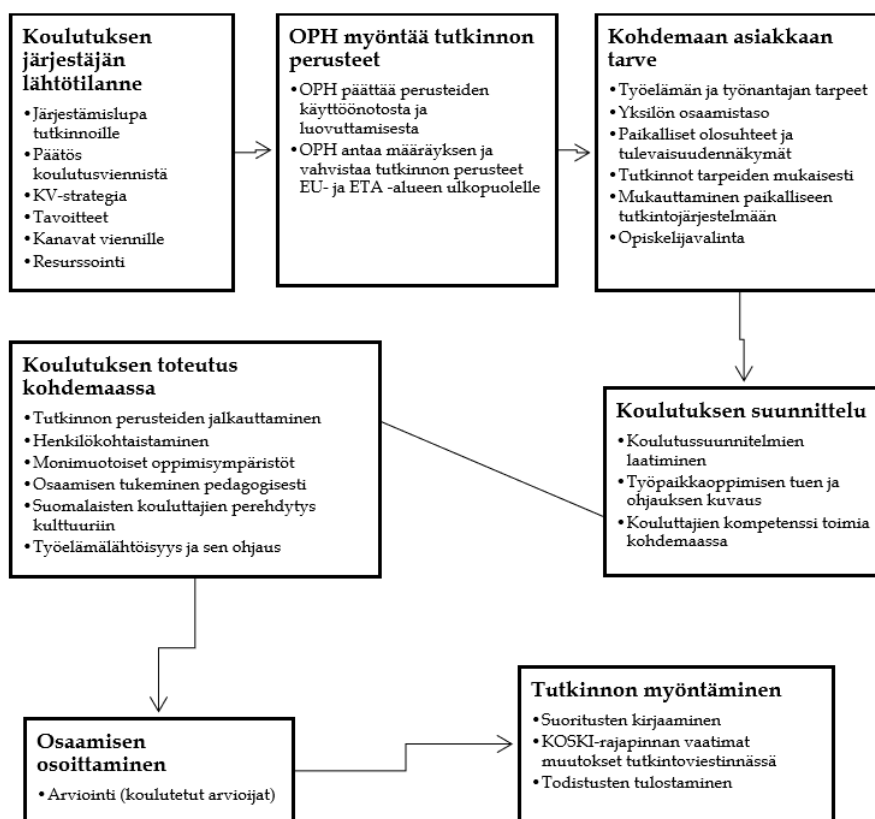 Koulutuksen
järjestäjän
lähtötilanne
•Järjestämislupa
tutkinnoille
•Päätös
koulutusviennistä
•KV-strategia
•Tavoitteet
•Kanavat viennille
•Resurssointi
OPH myöntää tutkinnon
perusteet
•OPH päättää perusteiden
käyttöönotosta ja
luovuttamisesta
•OPH antaa määräyksen ja
vahvistaa tutkinnon perusteet
EU- ja ETA -alueen ulkopuolelle
Kohdemaan asiakkaan
tarve
•Työelämän ja työnantajan tarpeet
•Yksilön osaamistaso
•Paikalliset olosuhteet ja
tulevaisuudennäkymät
•Tutkinnot tarpeiden mukaisesti
•Mukauttaminen paikalliseen
tutkintojärjestelmään
•Opiskelijavalinta
Koulutuksen suunnittelu
•Koulutussuunnitelmien
laatiminen
•Työpaikkaoppimisen tuen ja
ohjauksen kuvaus
•Kouluttajien kompetenssi toimia
kohdemaassa
Koulutuksen toteutus
kohdemaassa
•Tutkinnon perusteiden jalkauttaminen
•Henkilökohtaistaminen
•Monimuotoiset oppimisympäristöt
•Osaamisen tukeminen pedagogisesti
•Suomalaisten kouluttajien perehdytys
kulttuuriin
•Työelämälähtöisyys ja sen ohjaus
Osaamisen
osoittaminen
•Arviointi (koulutetut arvioijat)
Tutkinnon myöntäminen
•Suoritusten kirjaaminen
•KOSKI-rajapinnan vaatimat
muutokset tutkintoviestinnässä
•Todistusten tulostaminen